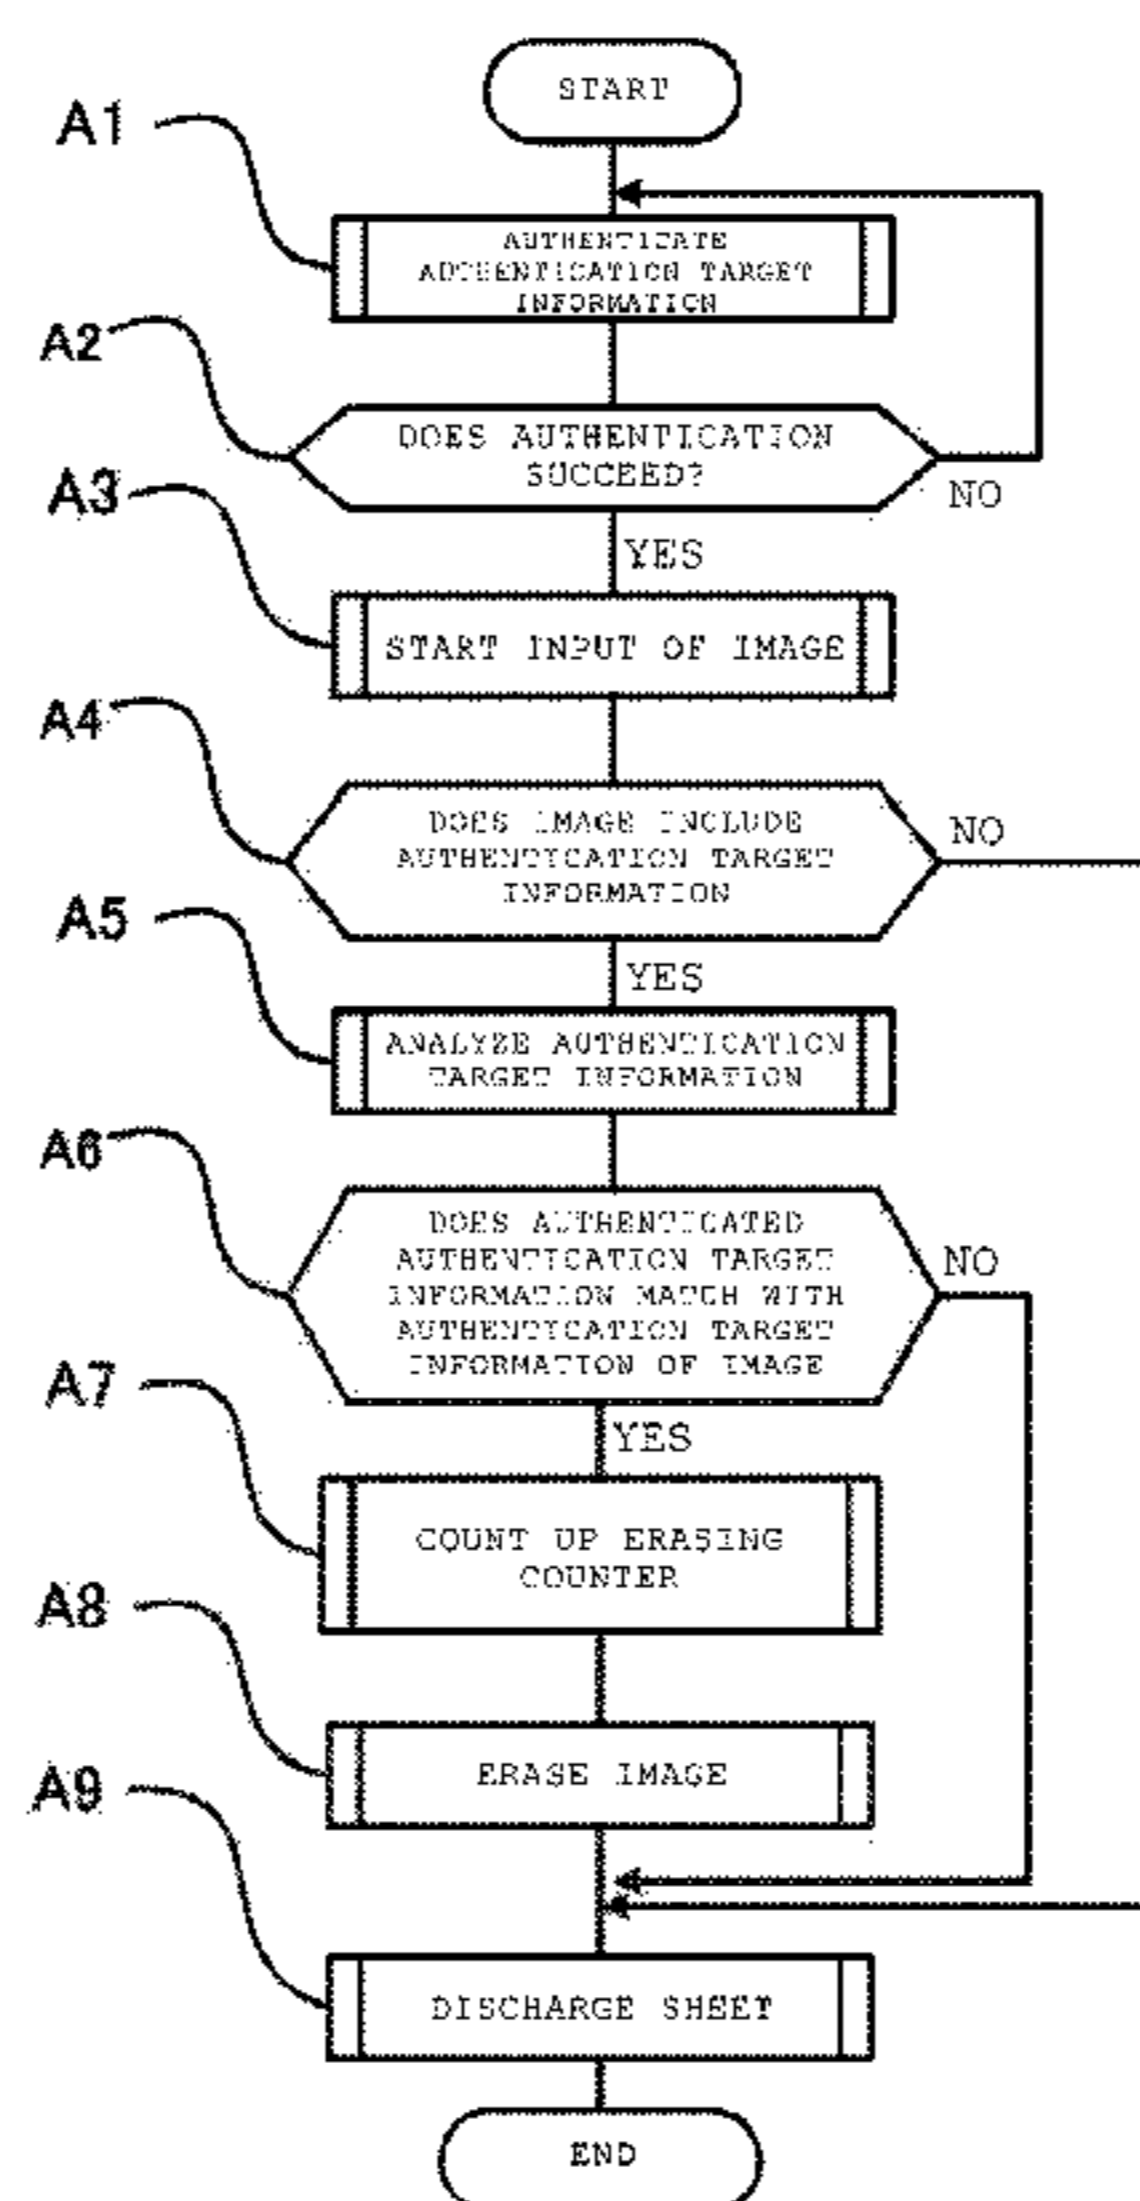 START
A1
AUTHENTICATE
AUTHENTICATION TARGET
INFORMATION
A2
DOES AUTHENTICATION
SUCCEED?
NO
A3
YES
START INPUT OF IMAGE
A4
DOES IMAGE INCLUDE
AUTHENTICATION TARGET
INFORMATION
NO
A5
YES
ANALYZE AUTHENTICATION
TARGET INFORMATION
A6
DOES AUTHENTICATED
AUTHENTICATION TARGET
INFORMATION MATCH WITH
AUTHENTICATION TARGET
INFORMATION OF IMAGE
NO
A7
YES
COUNT UP ERASING
COUNTER
A8
ERASE IMAGE
A9
DISCHARGE SHEET
END